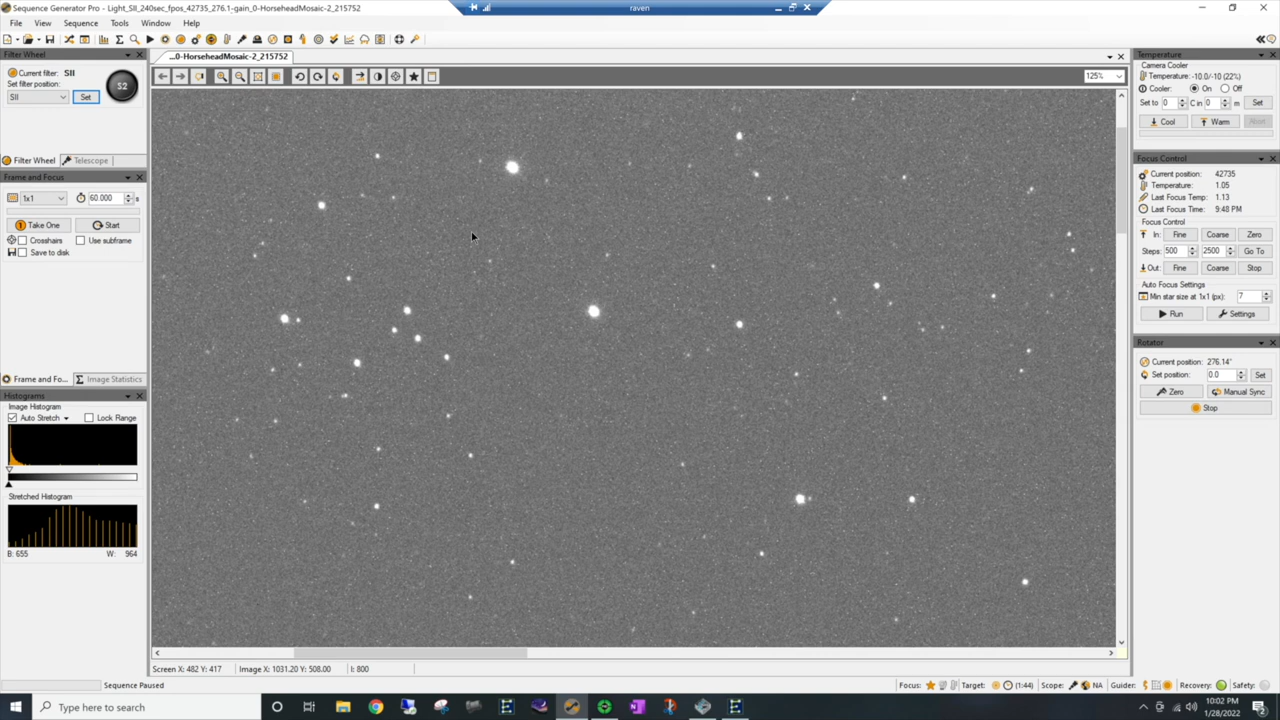 Sequence Generator Pro - Light_SII_240sec_fpos_42735_276.1-gain_0-HorseheadMosaic-2_215752
raven
File View Sequence Tools Window Help
Filter Wheel
Current filter: SII
Set filter position:
SII Set
S2
Filter Wheel Telescope
Frame and Focus
1x1 60.000 s
Take One Start
Crosshairs Use subframe
Save to disk
Frame and Fo... Image Statistics
Histograms
Image Histogram
Auto Stretch Lock Range
Stretched Histogram
B: 655 W: 964
...0-HorseheadMosaic-2_215752
125%
Screen X: 482 Y: 417 Image X: 1031.20 Y: 508.00 I: 800
Temperature
Camera Cooler
Temperature: -10.0/-10 (22%)
Cooler: On Off
Set to 0 C in 0 m Set
Cool Warm Abort
Focus Control
Current position: 42735
Temperature: 1.05
Last Focus Temp: 1.13
Last Focus Time: 9:48 PM
Focus Control
In: Fine Coarse Zero
Steps: 500 2500 Go To
Out: Fine Coarse Stop
Auto Focus Settings
Min star size at 1x1 (px): 7
Run Settings
Rotator
Current position: 276.14°
Set position: 0.0 Set
Zero Manual Sync
Stop
Sequence Paused
Focus: Target: (1:44) Scope: NA Guider: Recovery: Safety:
Type here to search
10:02 PM
1/28/2022
2